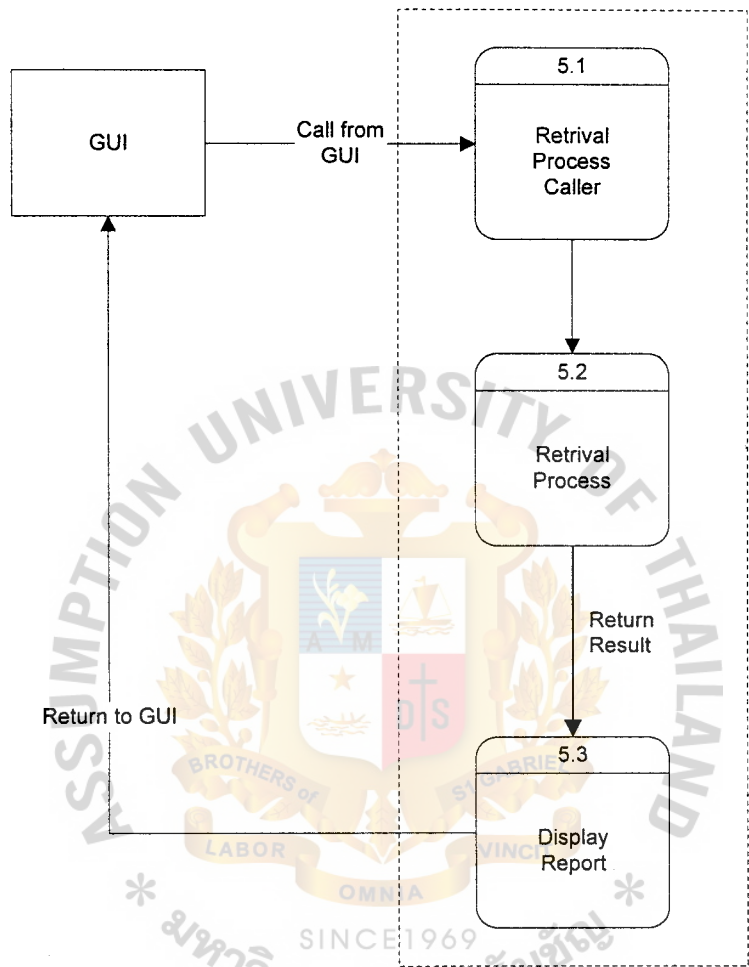 5.1
GUI
Call from
GUI
Retrival
Process
Caller
5.2
Retrival
Process
Return
Result
Return to GUI
5.3
Display
Report
ASSUMPTION UNIVERSITY OF THAILAND
A M
D S
BROTHERS of
ST GABRIEL
LABOR
VINCIT
OMNIA
SINCE 1969